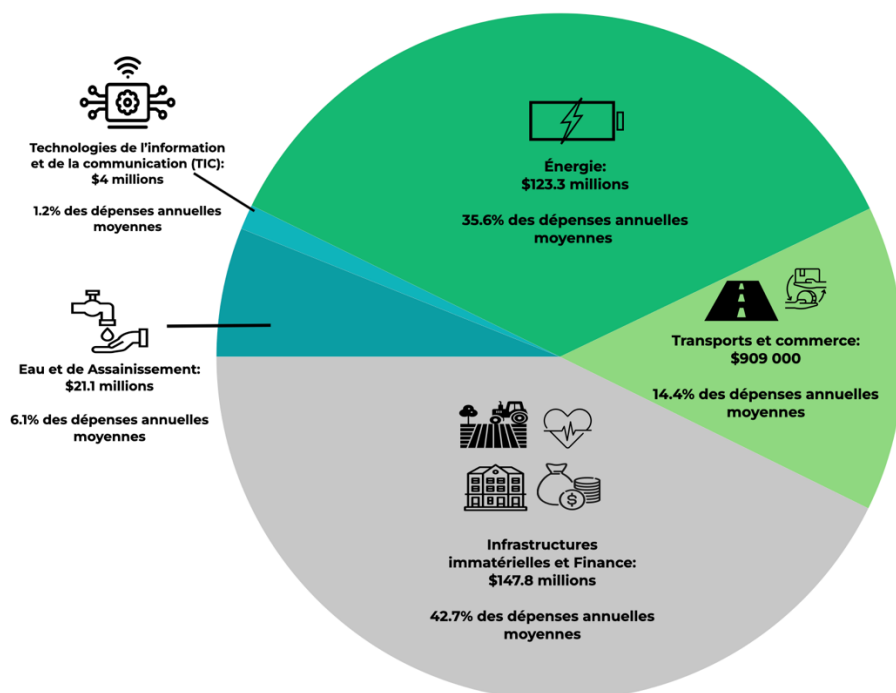 Technologies de l'information
et de la communication (TIC):
$4 millions
1.2% des dépenses annuelles
moyennes
Énergie:
$123.3 millions
35.6% des dépenses annuelles
moyennes
Transports et commerce:
$909 000
14.4% des dépenses annuelles
moyennes
Eau et de Assainissement:
$21.1 millions
6.1% des dépenses annuelles
moyennes
$
Infrastructures
immatérielles et Finance:
$147.8 millions
42.7% des dépenses annuelles
moyennes